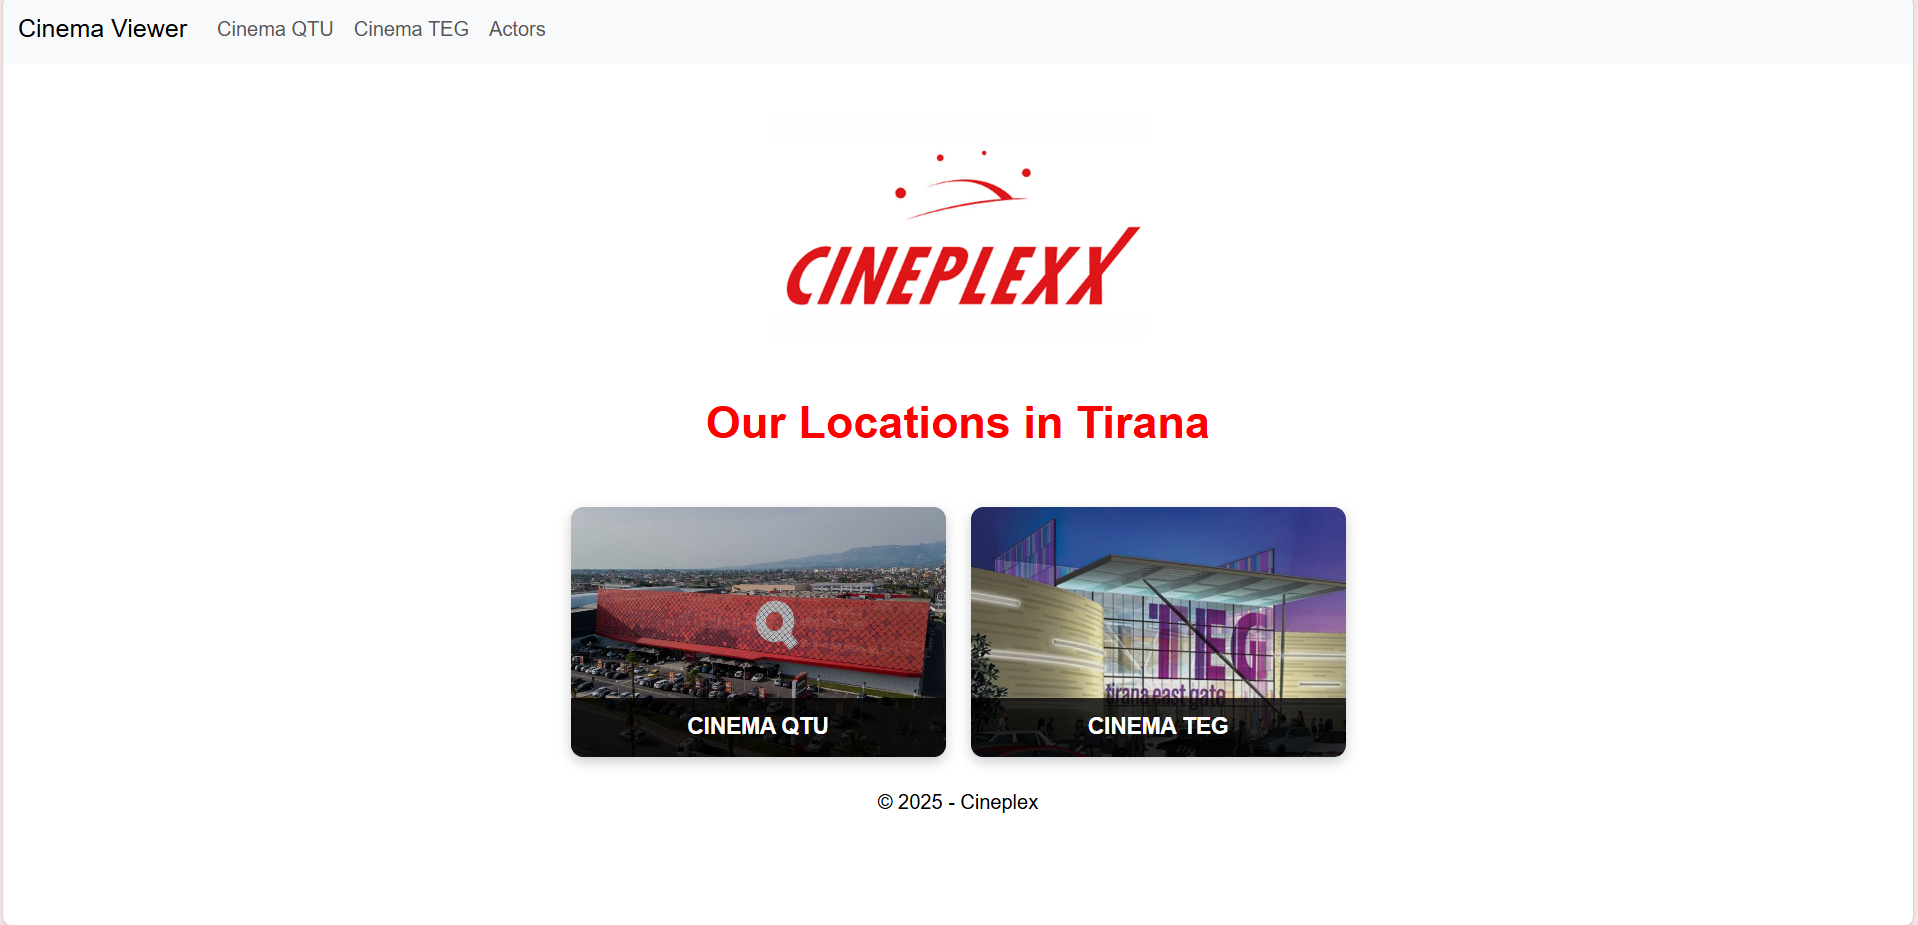 Cinema Viewer Cinema QTU Cinema TEG Actors
CINEPLEXX
Our Locations in Tirana
Q
TEG
tirana east gate
CINEMA QTU
CINEMA TEG
© 2025 - Cineplex